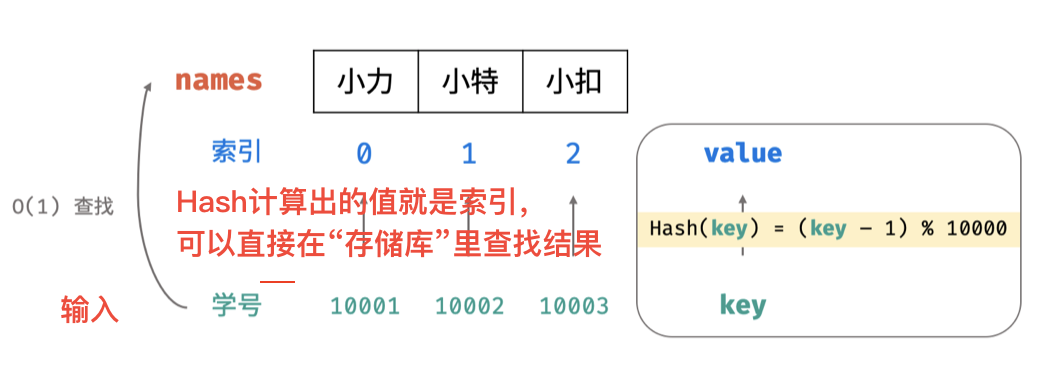 names 小力 小特 小扣
索引 0 1 2
value
O(1) 查找
Hash计算出的值就是索引，
可以直接在“存储库”里查找结果
Hash(key) = (key - 1) % 10000
输入 学号 10001 10002 10003
key